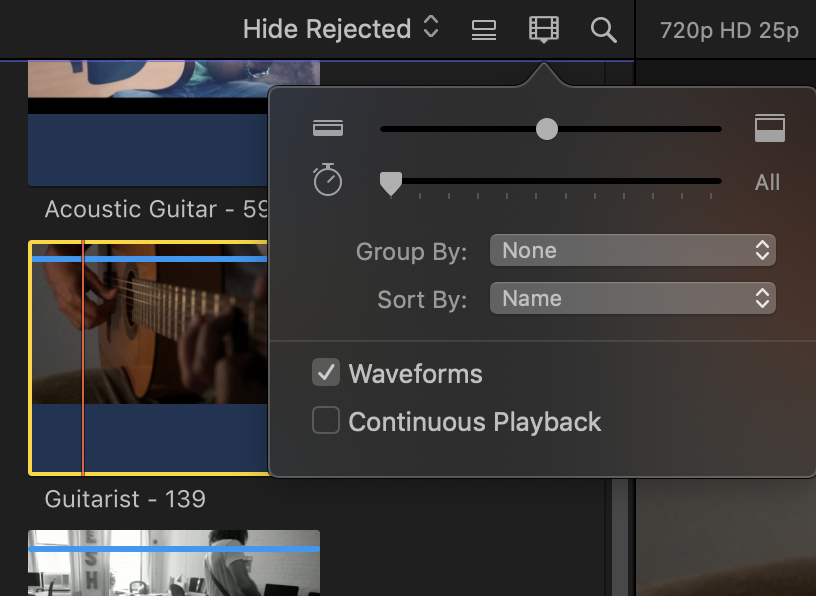 Hide Rejected
720p HD 25p
All
Acoustic Guitar - 59
Group By: None
Sort By: Name
Waveforms
Continuous Playback
Guitarist - 139
ESH